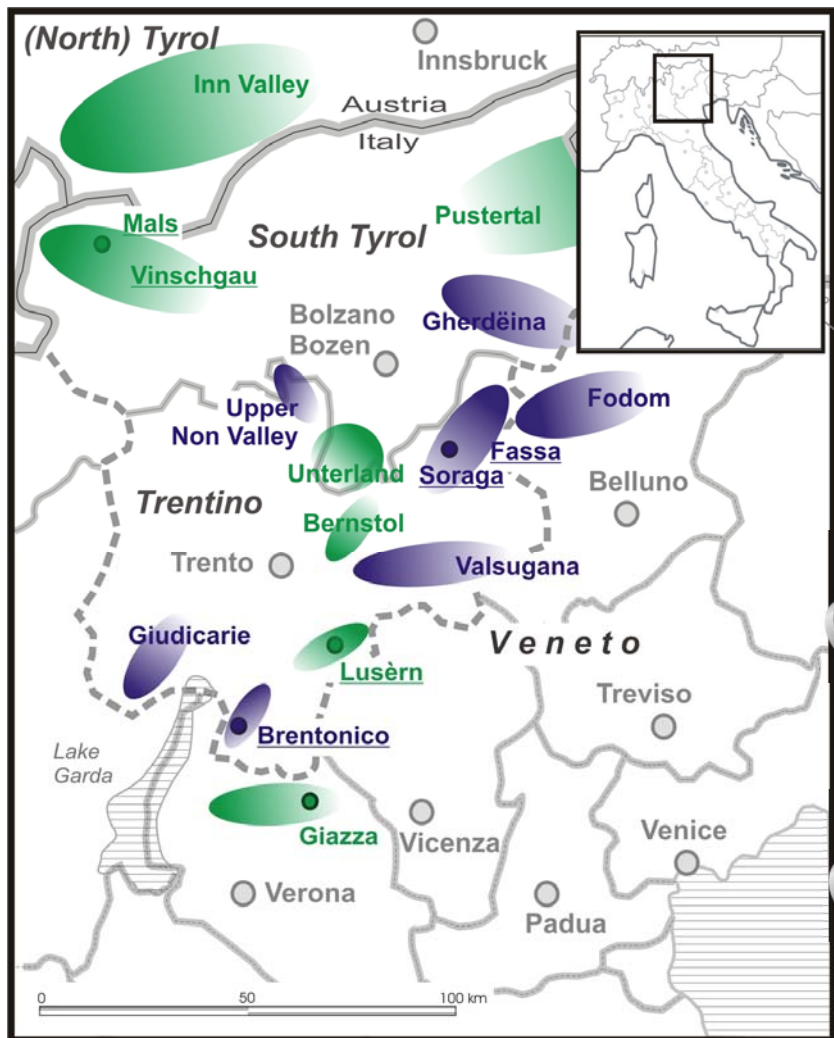 (North) Tyrol
Innsbruck
Inn Valley
Austria
Italy
Mals
Vinschgau
South Tyrol
Pustertal
Gherdëina
Bolzano
Bozen
Upper
Non Valley
Fodom
Fassa
Soraga
Unterland
Belluno
Trentino
Bernstol
Trento
Valsugana
Giudicarie
Veneto
Lusèrn
Treviso
Brentonico
Lake
Garda
Giazza
Vicenza
Venice
Verona
Padua
0 50 100 km